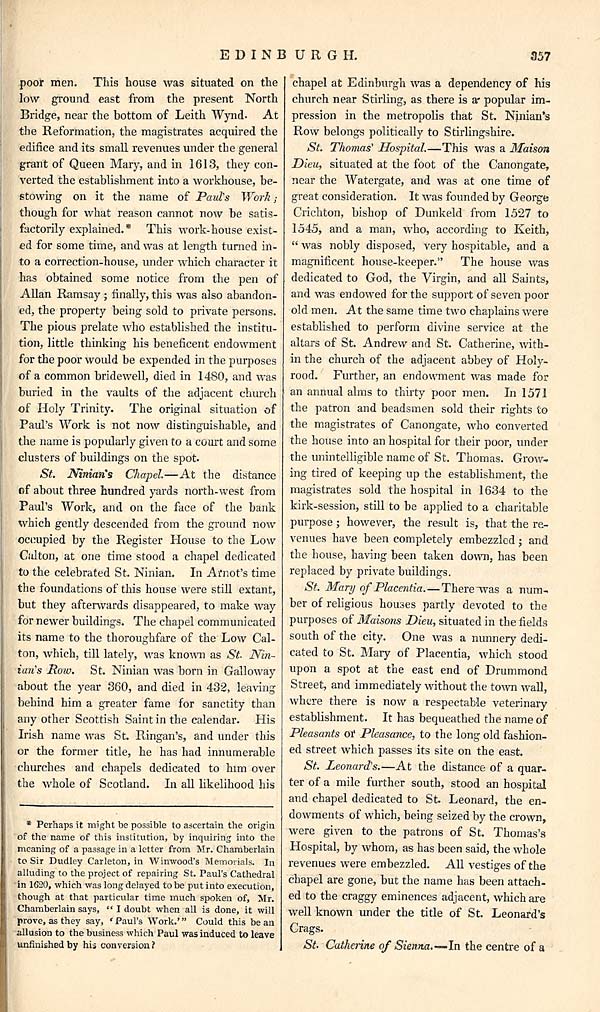 EDINBURGH.
357
poor men. This house was situated on the
low ground east from the present North
Bridge, near the bottom of Leith Wynd. At
the Reformation, the magistrates acquired the
edifice and its small revenues under the general
grant of Queen Mary, and in 1613, they con-
verted the establishment into a workhouse, be-
stowing on it the name of Paul's Work;
though for what reason cannot now be satis-
factorily explained.* This work-house exist-
ed for some time, and was at length turned in-
to a correction-house, under which character it
has obtained some notice from the pen of
Allan Ramsay; finally, this was also abandon-
ed, the property being sold to private persons.
The pious prelate who established the institu-
tion, little thinking his beneficent endowment
for the poor would be expended in the purposes
of a common bridewell, died in 1480, and was
buried in the vaults of the adjacent church
of Holy Trinity. The original situation of
Paul's Work is not now distinguishable, and
the name is popularly given to a court and some
clusters of buildings on the spot.
St. Ninian's Chapel.—At the distance
of about three hundred yards north-west from
Paul's Work, and on the face of the bank
which gently descended from the ground now
occupied by the Register House to the Low
Calton, at one time stood a chapel dedicated
to the celebrated St. Ninian. In Arnot's time
the foundations of this house were still extant,
but they afterwards disappeared, to make way
for newer buildings. The chapel communicated
its name to the thoroughfare of the Low Cal-
ton, which, till lately, was known as St. Nin-
ian's Row. St. Ninian was born in Galloway
about the year 360, and died in 432, leaving
behind him a greater fame for sanctity than
any other Scottish Saint in the calendar. His
Irish name was St. Ringan's, and under this
or the former title, he has had innumerable
churches and chapels dedicated to him over
the whole of Scotland. In all likelihood his
* Perhaps it might be possible to ascertain the origin
of the name of this institution, by inquiring into the
meaning of a passage in a letter from Mr. Chamberlain
to Sir Dudley Carleton, in Winwood's Memorials. In
alluding to the project of repairing St. Paul's Cathedral
in 1620, which was long delayed to be put into execution,
though at that particular time much spoken of, Mr.
Chamberlain says, "I doubt when all is done, it will
prove, as they say, 'Paul's Work.'" Could this be an
allusion to the business which Paul was induced to leave
unfinished by his conversion?
chapel at Edinburgh was a dependency of his
church near Stirling, as there is a popular im-
pression in the metropolis that St. Ninian's
Row belongs politically to Stirlingshire.
St. Thomas' Hospital.—This was a Maison
Dieu, situated at the foot of the Canongate,
near the Watergate, and was at one time of
great consideration. It was founded by George
Crichton, bishop of Dunkeld from 1527 to
1545, and a man, who, according to Keith,
"was nobly disposed, very hospitable, and a
magnificent house-keeper." The house was
dedicated to God, the Virgin, and all Saints,
and was endowed for the support of seven poor
old men. At the same time two chaplains were
established to perform divine service at the
altars of St. Andrew and St. Catherine, with-
in the church of the adjacent abbey of Holy-
rood. Further, an endowment was made for
an annual alms to thirty poor men. In 1571
the patron and beadsmen sold their rights to
the magistrates of Canongate, who converted
the house into an hospital for their poor, under
the unintelligible name of St. Thomas. Grow-
ing tired of keeping up the establishment, the
magistrates sold the hospital in 1634 to the
kirk-session, still to be applied to a charitable
purpose; however, the result is, that the re-
venues have been completely embezzled; and
the house, having been taken down, has been
replaced by private buildings.
St. Mary of Placentia.—There was a num-
ber of religious houses partly devoted to the
purposes of Maisons Dieu, situated in the fields
south of the city. One was a nunnery dedi-
cated to St. Mary of Placentia, which stood
upon a spot at the east end of Drummond
Street, and immediately without the town wall,
where there is now a respectable veterinary
establishment. It has bequeathed the name of
Pleasants or Pleasance, to the long old fashion-
ed street which passes its site on the east.
St. Leonard's.—At the distance of a quar-
ter of a mile further south, stood an hospital
and chapel dedicated to St. Leonard, the en-
dowments of which, being seized by the crown,
were given to the patrons of St. Thomas's
Hospital, by whom, as has been said, the whole
revenues were embezzled. All vestiges of the
chapel are gone, but the name has been attach-
ed to the craggy eminences adjacent, which are
well known under the title of St. Leonard's
Crags.
St. Catherine of Sienna.—In the centre of a